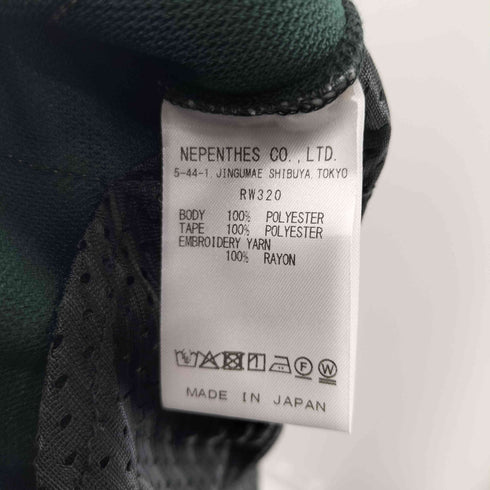 NEPENTHES CO.,LTD.
5-44-1, JINGUMAE SHIBUYA, TOKYO
RW320
BODY 100% POLYESTER
TAPE 100% POLYESTER
EMBROIDERY YARN
100% RAYON
F W
MADE IN JAPAN